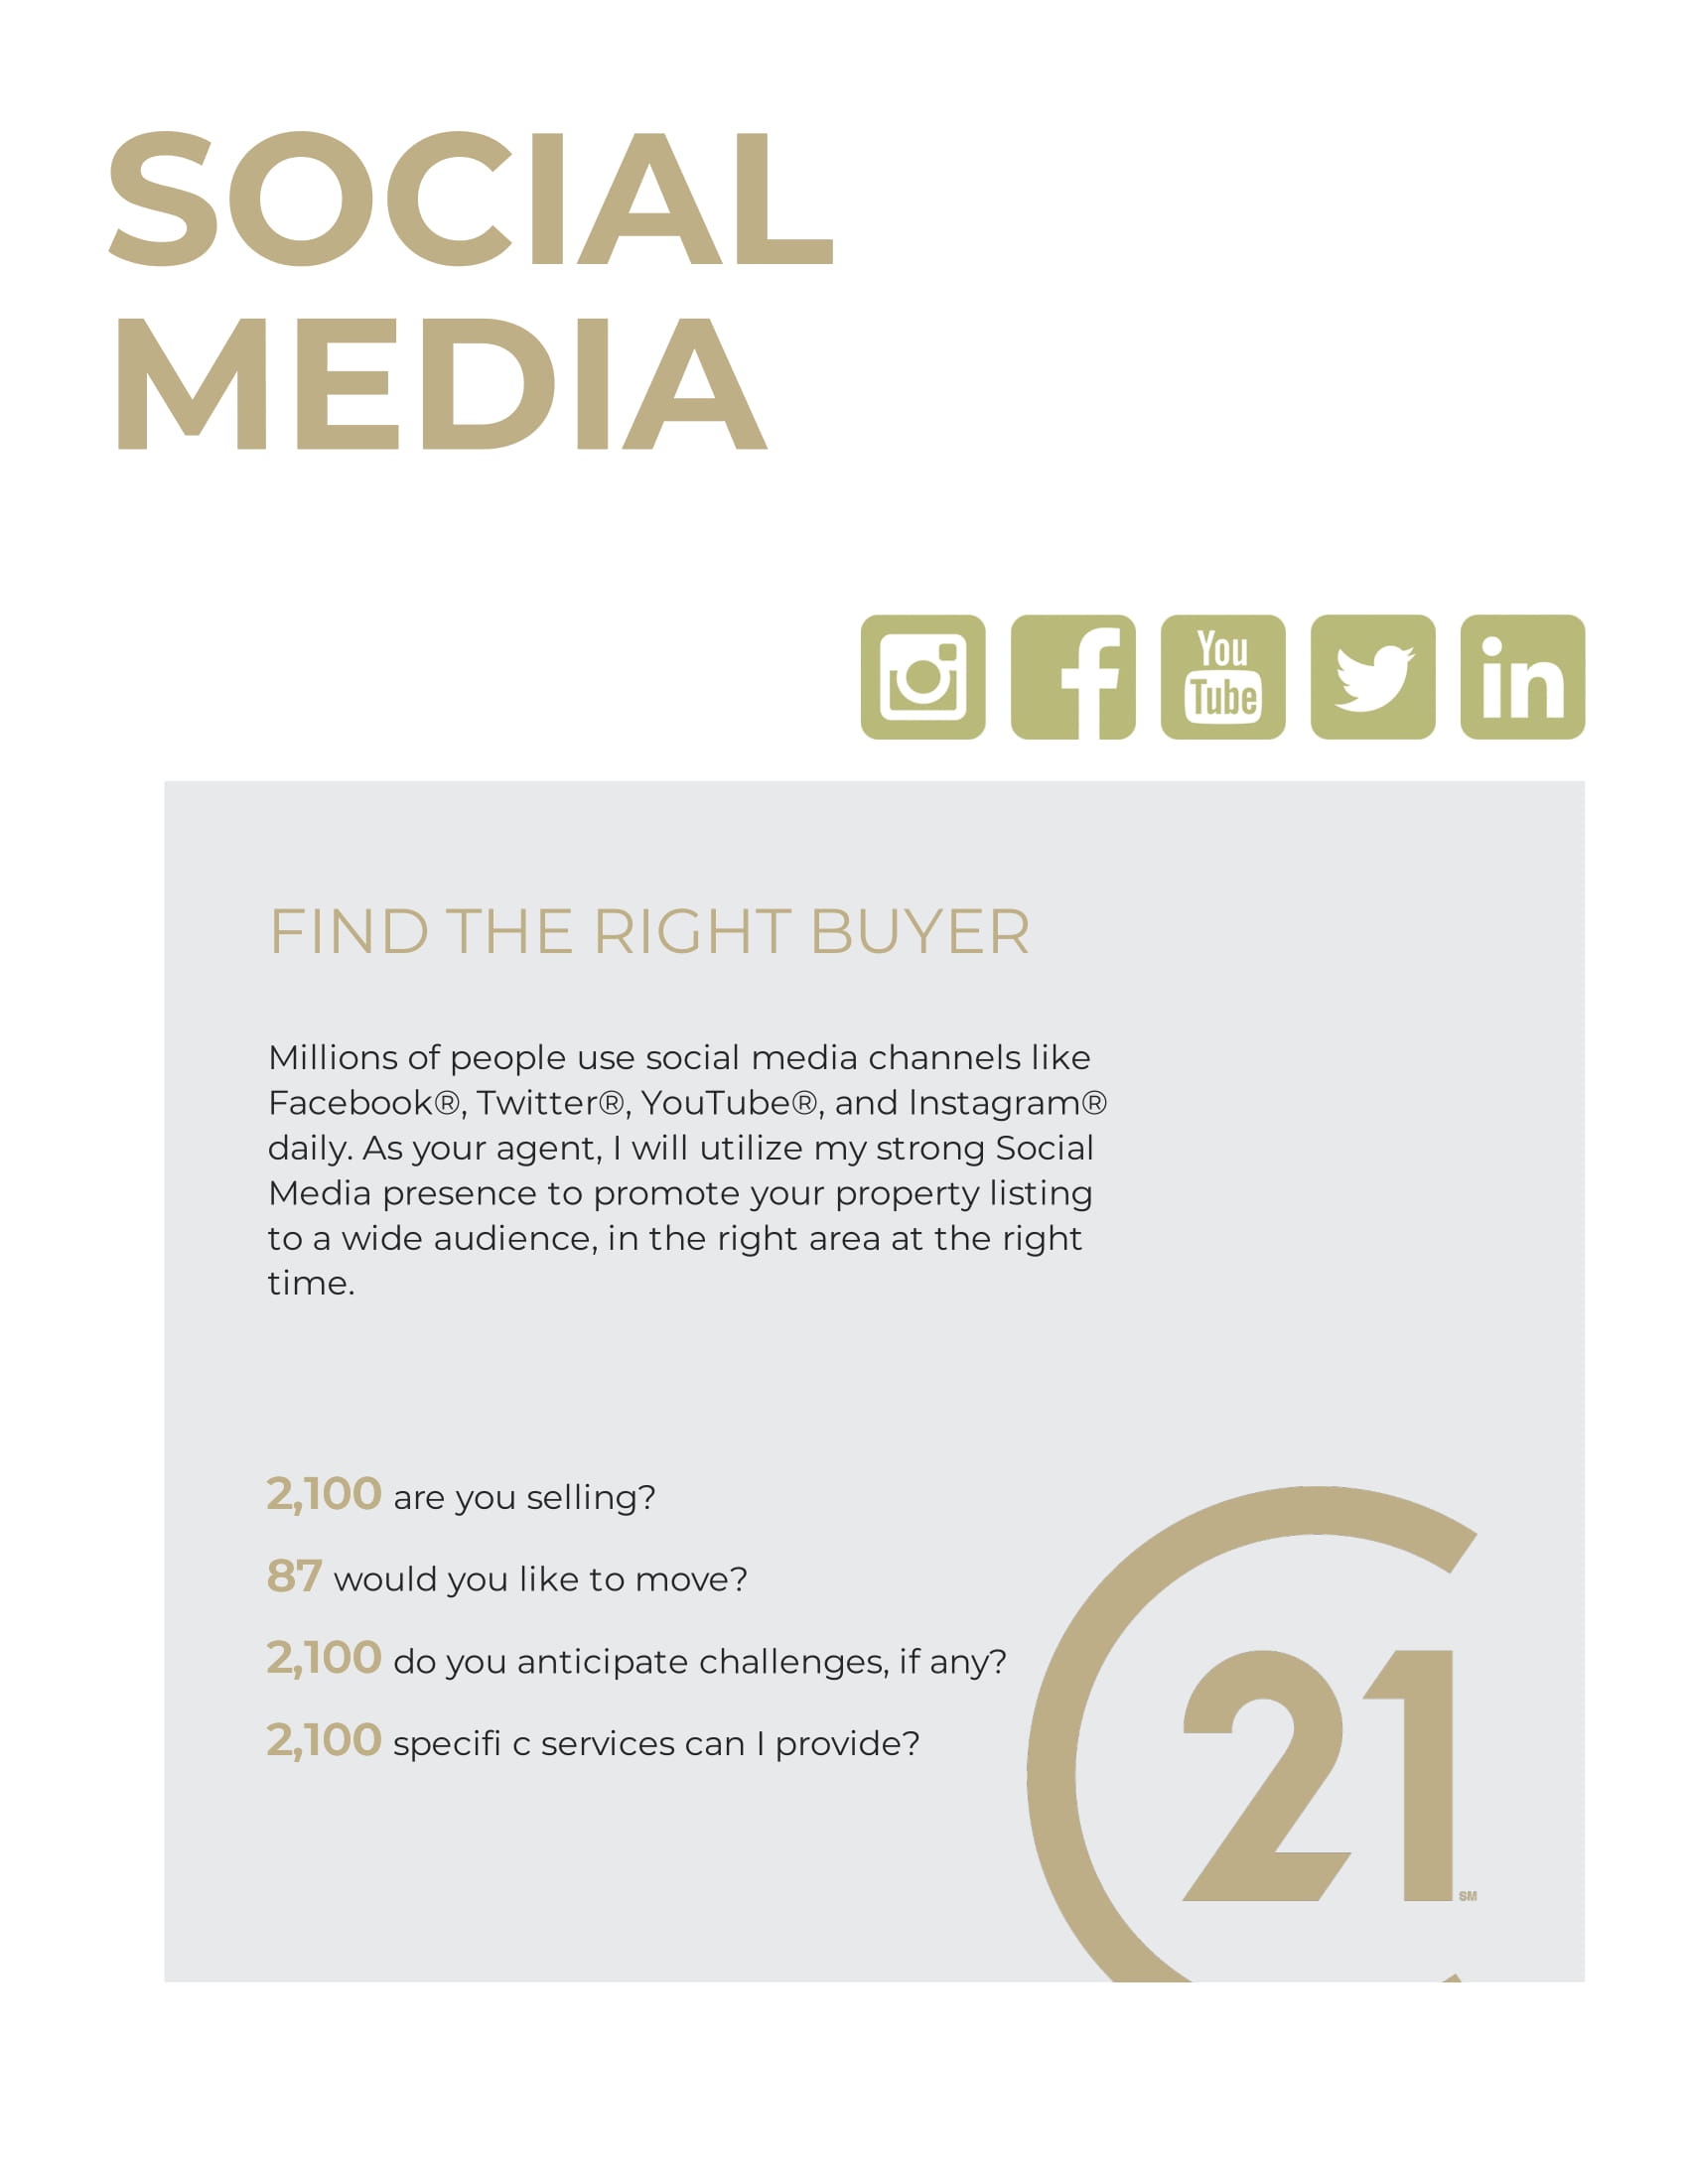 SOCIAL
MEDIA
You
Tube
in
FIND THE RIGHT BUYER
Millions of people use social media channels like
Facebook®, Twitter®, YouTube®, and Instagram®
daily. As your agent, I will utilize my strong Social
Media presence to promote your property listing
to a wide audience, in the right area at the right
time.
2,100 are you selling?
87 would you like to move?
2,100 do you anticipate challenges, if any?
2,100 specifi c services can I provide?
21 SM